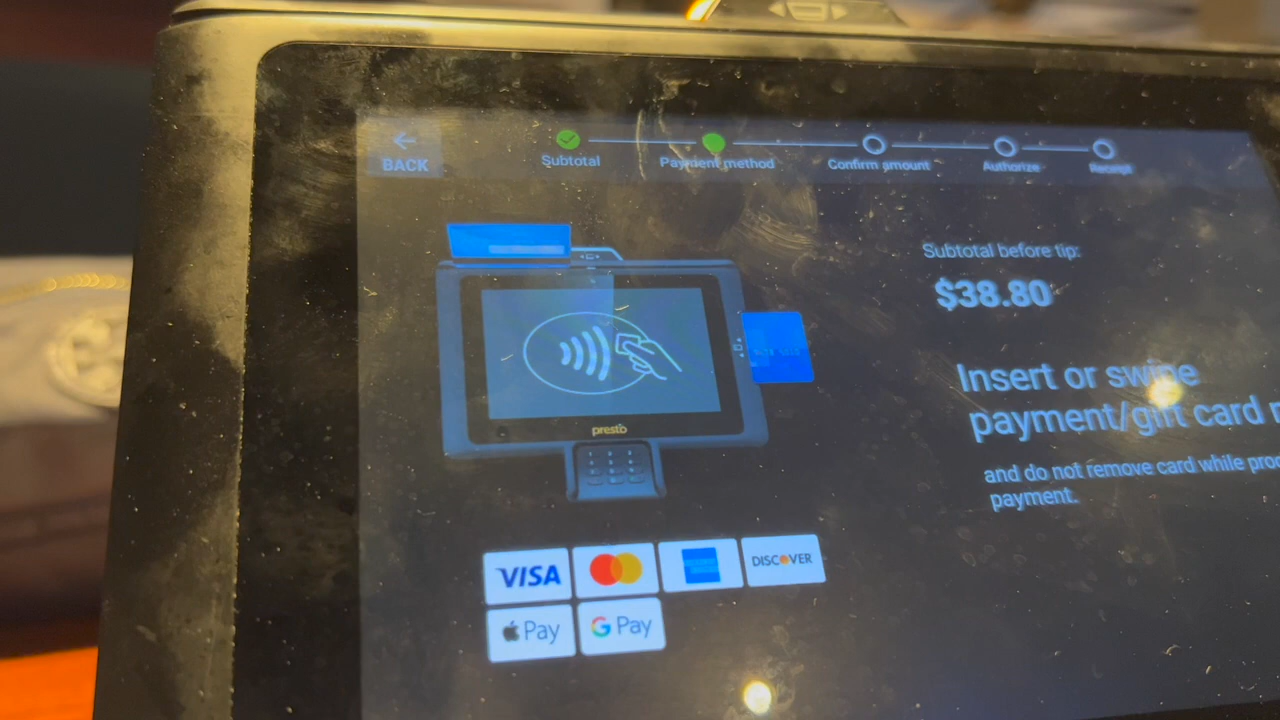 BACK
Subtotal
Payment method
Confirm amount
Authorize
Receipt
Subtotal before tip:
$38.80
Insert or swipe
payment/gift card
and do not remove card while
payment.
presto
VISA
DISCOVER
Pay
G Pay